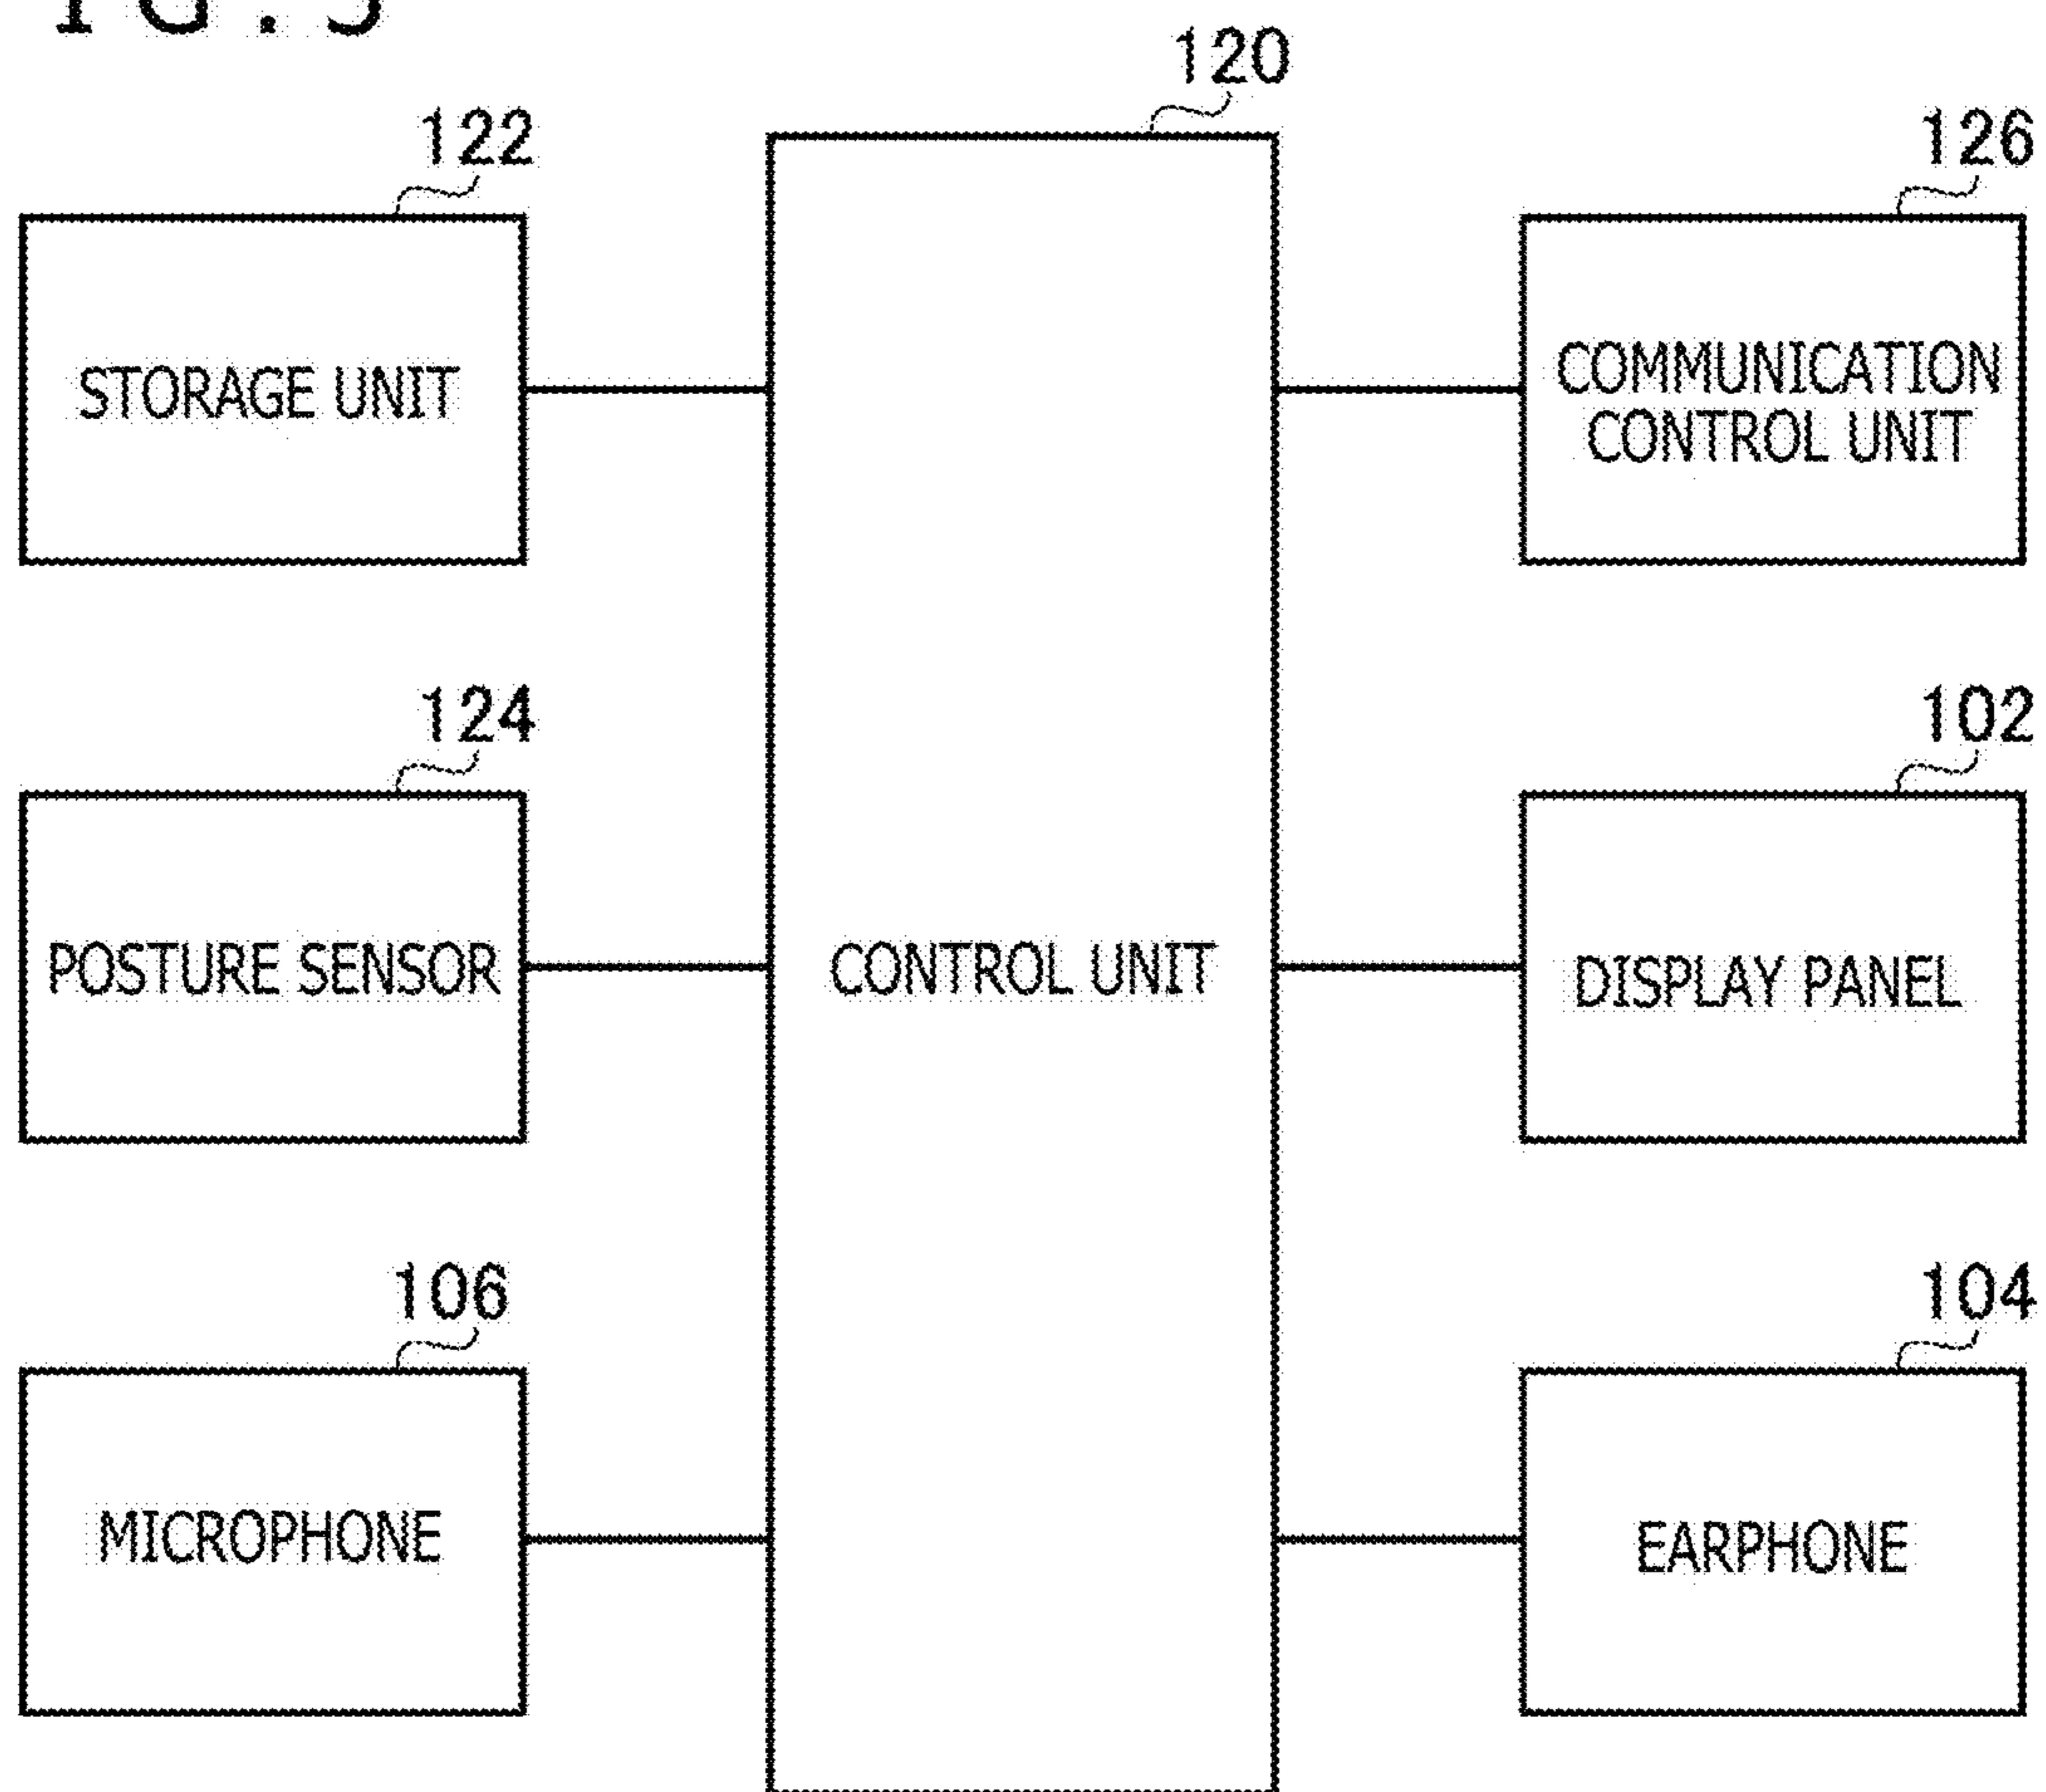 120
122
126
STORAGE UNIT
COMMUNICATION
CONTROL UNIT
124
102
POSTURE SENSOR
CONTROL UNIT
DISPLAY PANEL
106
104
MICROPHONE
EARPHONE